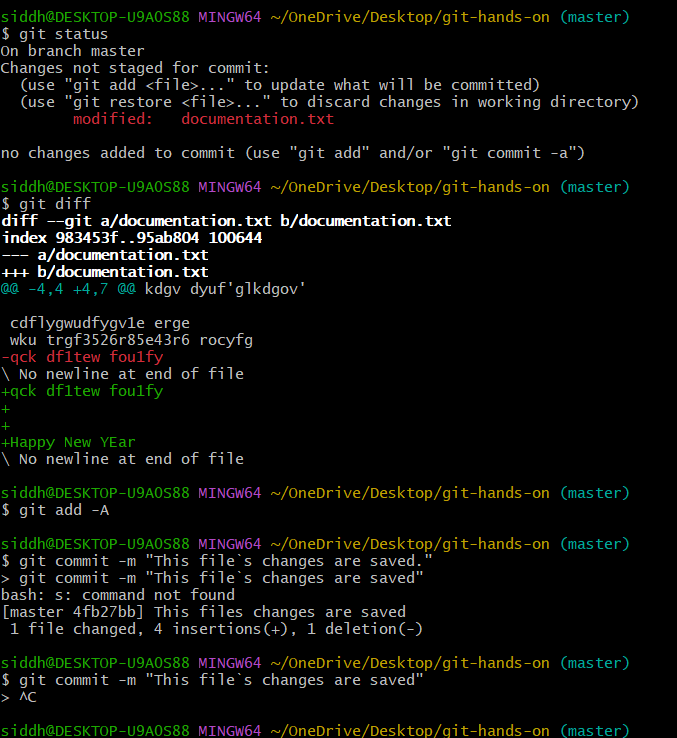 siddh@DESKTOP-U9AOS88 MINGW64 ~/OneDrive/Desktop/git-hands-on (master)
$ git status
On branch master
Changes not staged for commit:
  (use "git add <file>..." to update what will be committed)
  (use "git restore <file>..." to discard changes in working directory)
        modified:   documentation.txt

no changes added to commit (use "git add" and/or "git commit -a")

siddh@DESKTOP-U9AOS88 MINGW64 ~/OneDrive/Desktop/git-hands-on (master)
$ git diff
diff --git a/documentation.txt b/documentation.txt
index 983453f..95ab804 100644
--- a/documentation.txt
+++ b/documentation.txt
@@ -4,4 +4,7 @@ kdgv dyuf'glkdgov'

 cdflygwudfygv1e erge
 wku trgf3526r85e43r6 rocyfg
-qck df1tew fou1fy
\ No newline at end of file
+qck df1tew fou1fy
+
+
+Happy New YEar
\ No newline at end of file

siddh@DESKTOP-U9AOS88 MINGW64 ~/OneDrive/Desktop/git-hands-on (master)
$ git add -A

siddh@DESKTOP-U9AOS88 MINGW64 ~/OneDrive/Desktop/git-hands-on (master)
$ git commit -m "This file`s changes are saved."
> git commit -m "This file`s changes are saved"
bash: s: command not found
[master 4fb27bb] This files changes are saved
 1 file changed, 4 insertions(+), 1 deletion(-)

siddh@DESKTOP-U9AOS88 MINGW64 ~/OneDrive/Desktop/git-hands-on (master)
$ git commit -m "This file`s changes are saved"
> ^C

siddh@DESKTOP-U9AOS88 MINGW64 ~/OneDrive/Desktop/git-hands-on (master)